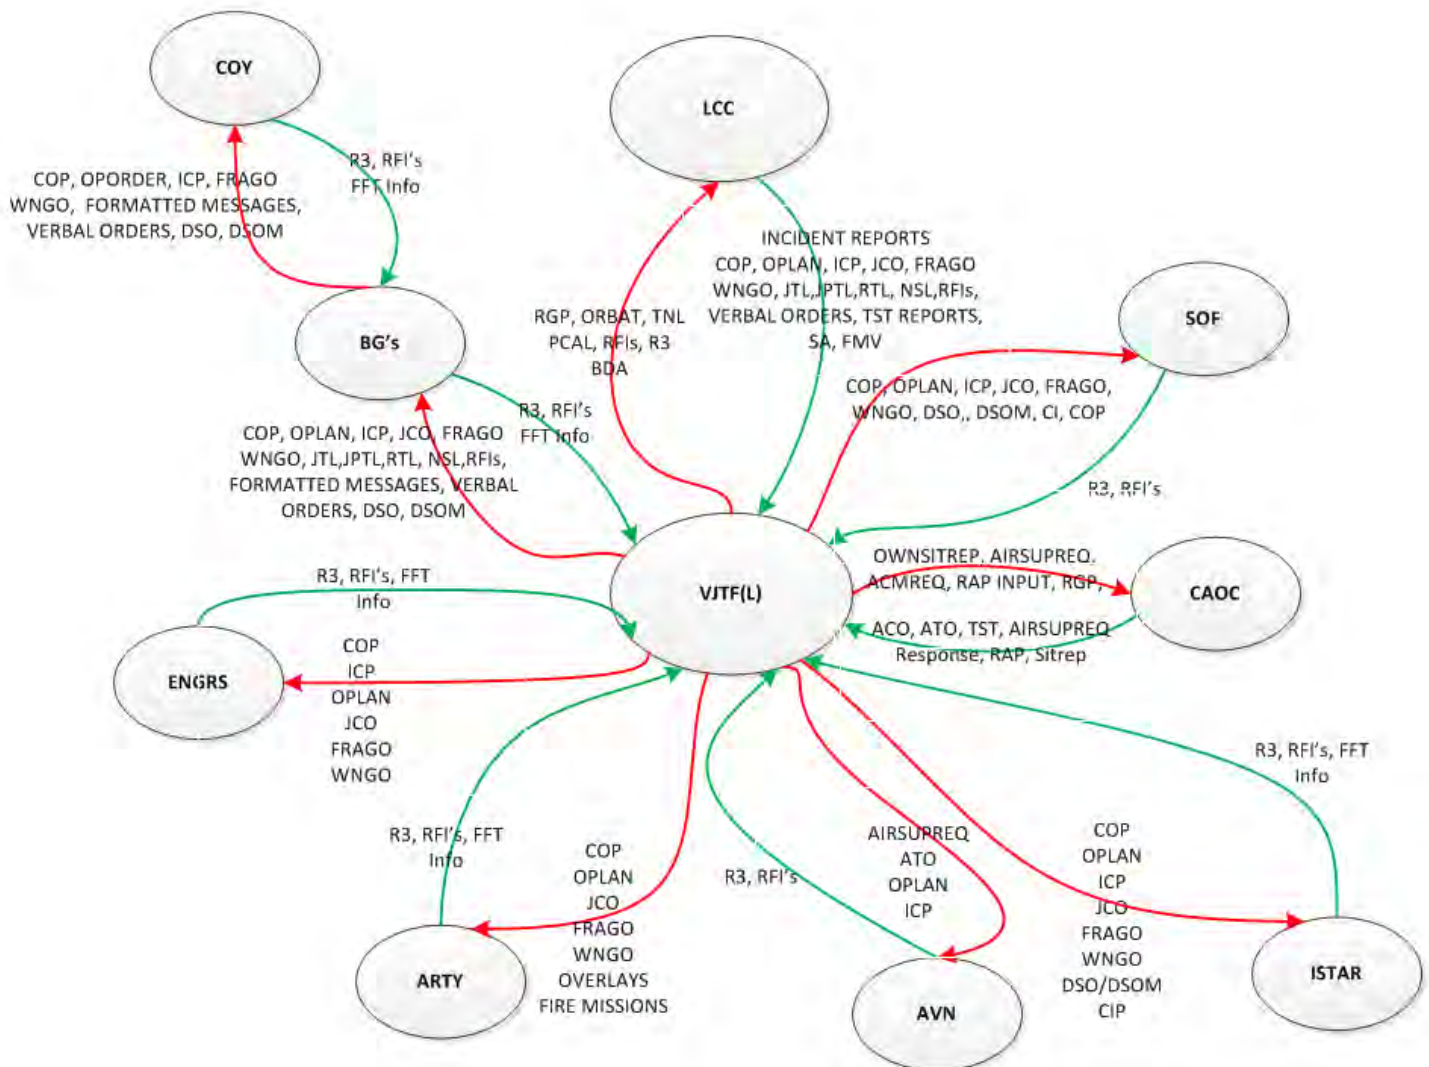 COY
LCC
R3, RFI's
FFT Info
COP, OPORDER, ICP, FRAGO
WNGO,  FORMATTED MESSAGES,
VERBAL ORDERS, DSO, DSOM
INCIDENT REPORTS
COP, OPLAN, ICP, JCO, FRAGO
WNGO, JTL,JPTL,RTL, NSL,RFIs,
VERBAL ORDERS, TST REPORTS,
SA, FMV
RGP, ORBAT, TNL
PCAL, RFIs, R3
BDA
SOF
BG's
COP, OPLAN, ICP, JCO, FRAGO,
WNGO, DSO,, DSOM, CI, COP
R3, RFI's
FFT Info
COP, OPLAN, ICP, JCO, FRAGO
WNGO, JTL,JPTL,RTL, NSL,RFIs,
FORMATTED MESSAGES, VERBAL
ORDERS, DSO, DSOM
R3, RFI's
OWNSITREP, AIRSUPREQ,
ACMREQ, RAP INPUT, RGP,
VJTF(L)
CAOC
R3, RFI's, FFT
Info
ACO, ATO, TST, AIRSUPREQ
Response, RAP, Sitrep
ENGRS
COP
ICP
OPLAN
JCO
FRAGO
WNGO
R3, RFI's, FFT
Info
R3, RFI's, FFT
Info
COP
OPLAN
JCO
FRAGO
WNGO
OVERLAYS
FIRE MISSIONS
R3, RFI's
AIRSUPREQ
ATO
OPLAN
ICP
COP
OPLAN
ICP
JCO
FRAGO
WNGO
DSO/DSOM
CIP
ARTY
AVN
ISTAR